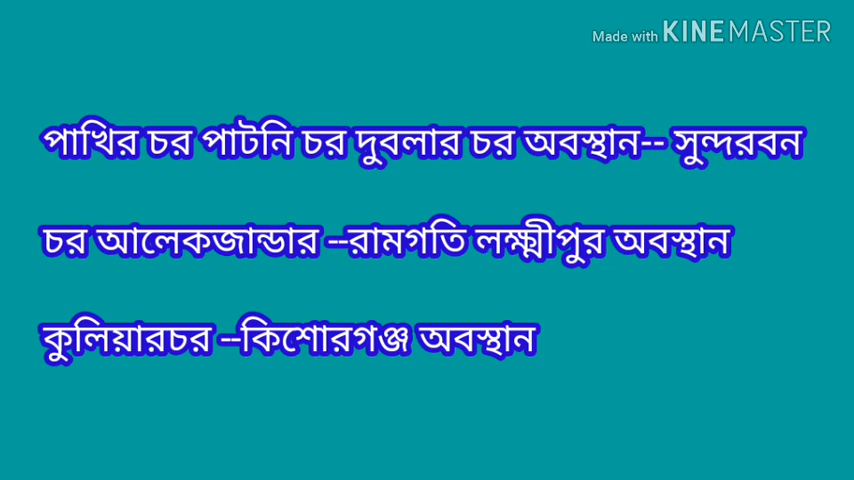 Made with KINEMASTER
পাখির চর পাটনি চর দুবলার চর অবস্থান-- সুন্দরবন
চর আলেকজান্ডার --রামগতি লক্ষ্মীপুর অবস্থান
কুলিয়ারচর --কিশোরগঞ্জ অবস্থান